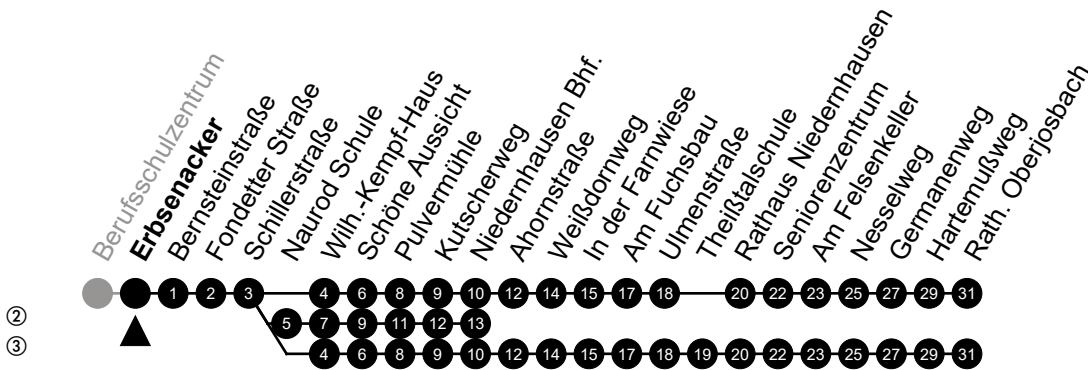 Berufsschulzentrum
Erbsenacker
Bernsteinstraße
Fondetter Straße
Schillerstraße
Naurod Schule
Wilh.-Kempf-Haus
Schöne Aussicht
Pulvermühle
Kutscherweg
Niedernhausen Bhf.
Ahornstraße
Weißdornweg
In der Farnwiese
Am Fuchsbau
Ulmenstraße
Theißtalschule
Rathaus Niedernhausen
Seniorenzentrum
Am Felsenkeller
Nesselweg
Germanenweg
Hartemußweg
Rath. Oberjosbach
1 2 3 4 6 8 9 10 12 14 15 17 18 20 22 23 25 27 29 31
② 5 7 9 11 12 13
③ 4 6 8 9 10 12 14 15 17 18 19 20 22 23 25 27 29 31